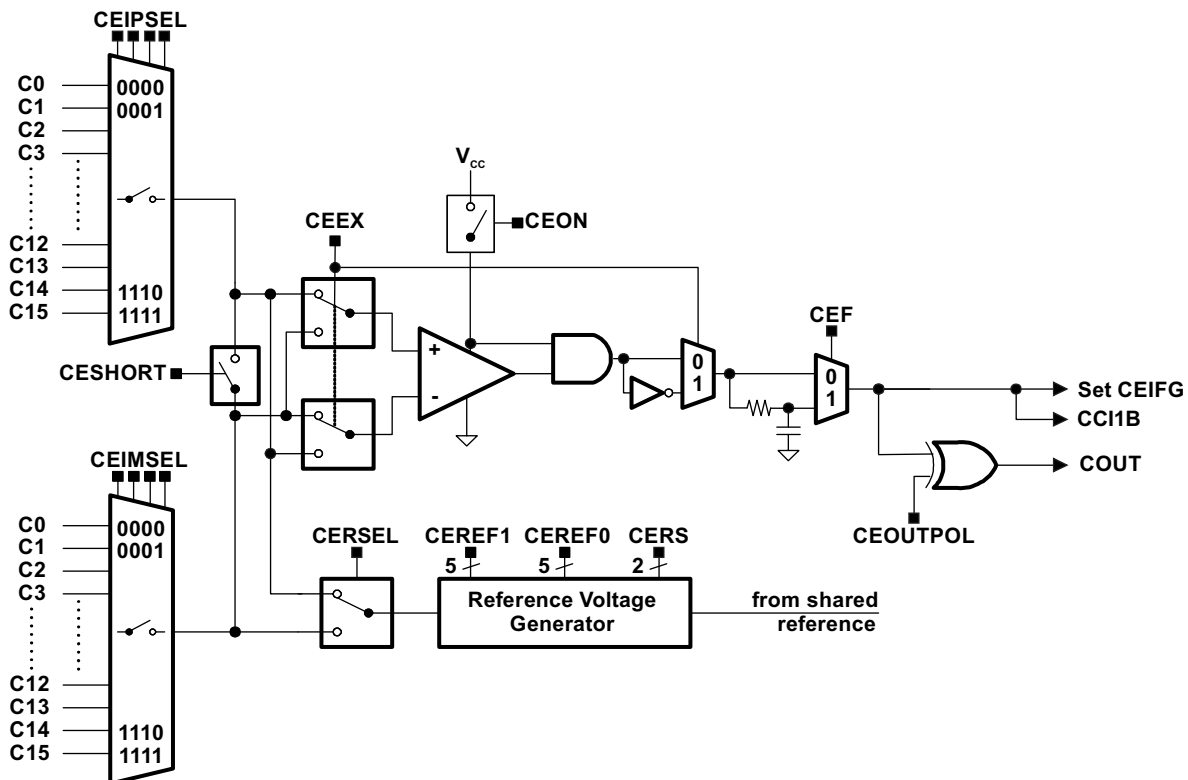 CEIPSEL
C0
C1
C2
C3
C12
C13
C14
C15
0000
0001
1110
1111
CESHORT
CEEX
VCC
CEON
+
-
0
1
CEF
0
1
Set CEIFG
CCI1B
COUT
CEOUTPOL
CEIMSEL
C0
C1
C2
C3
C12
C13
C14
C15
0000
0001
1110
1111
CERSEL
CEREF1
5
CEREF0
5
CERS
2
Reference Voltage
Generator
from shared
reference